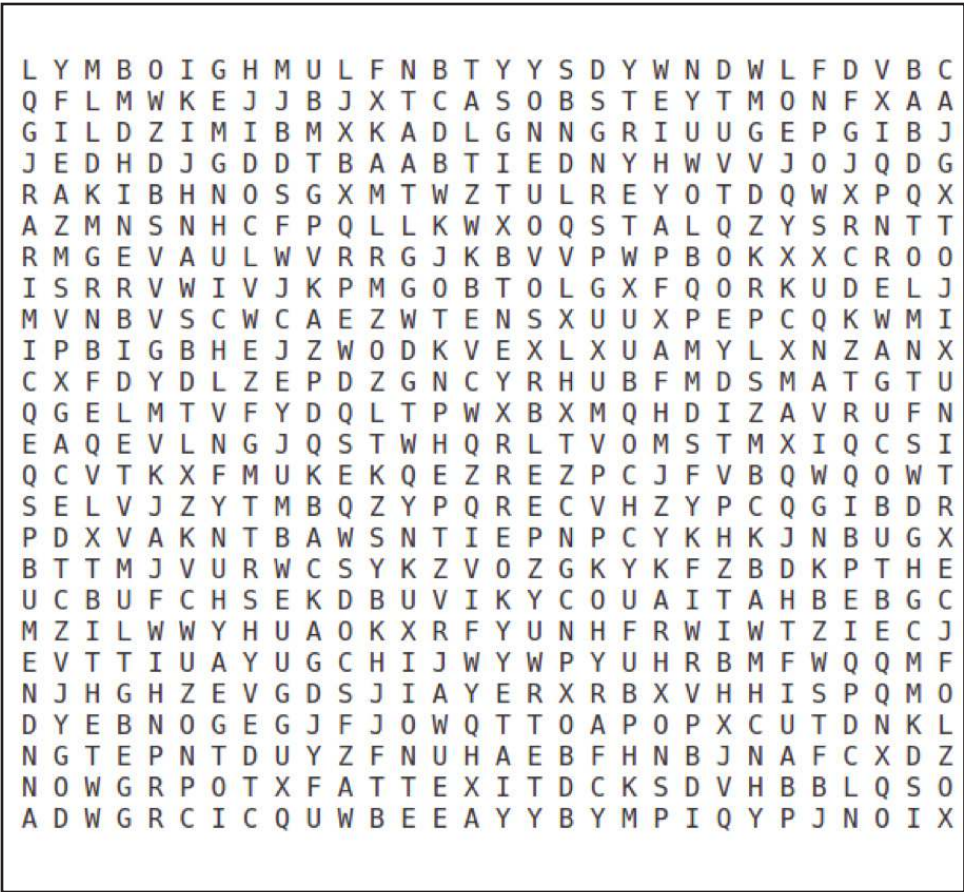 L Y M B O I G H M U L F N B T Y Y S D Y W N D W L F D V B C
Q F L M W K E J J B J X T C A S O B S T E Y T M O N F X A A
G I L D Z I M I B M X K A D L G N N G R I U U G E P G I B J
J E D H D J G D D T B A A B T I E D N Y H W V V J O J Q D G
R A K I B H N O S G X M T W Z T U L R E Y O T D Q W X P Q X
A Z M N S N H C F P Q L L K W X O Q S T A L Q Z Y S R N T T
R M G E V A U L W V R R G J K B V V P W P B O K X X C R O O
I S R R V W I V J K P M G O B T O L G X F Q O R K U D E L J
M V N B V S C W C A E Z W T E N S X U U X P E P C Q K W M I
I P B I G B H E J Z W O D K V E X L X U A M Y L X N Z A N X
C X F D Y D L Z E P D Z G N C Y R H U B F M D S M A T G T U
Q G E L M T V F Y D Q L T P W X B X M Q H D I Z A V R U F N
E A Q E V L N G J Q S T W H Q R L T V O M S T M X I Q C S I
Q C V T K X F M U K E K Q E Z R E Z P C J F V B Q W Q O W T
S E L V J Z Y T M B Q Z Y P Q R E C V H Z Y P C Q G I B D R
P D X V A K N T B A W S N T I E P N P C Y K H K J N B U G X
B T T M J V U R W C S Y K Z V O Z G K Y K F Z B D K P T H E
U C B U F C H S E K D B U V I K Y C O U A I T A H B E B G C
M Z I L W W Y H U A O K X R F Y U N H F R W I W T Z I E C J
E V T T I U A Y U G C H I J W Y W P Y U H R B M F W Q Q M F
N J H G H Z E V G D S J I A Y E R X R B X V H H I S P Q M O
D Y E B N O G E G J F J O W Q T T O A P O P X C U T D N K L
N G T E P N T D U Y Z F N U H A E B F H N B J N A F C X D Z
N O W G R P O T X F A T T E X I T D C K S D V H B B L Q S O
A D W G R C I C Q U W B E E A Y Y B Y M P I Q Y P J N O I X